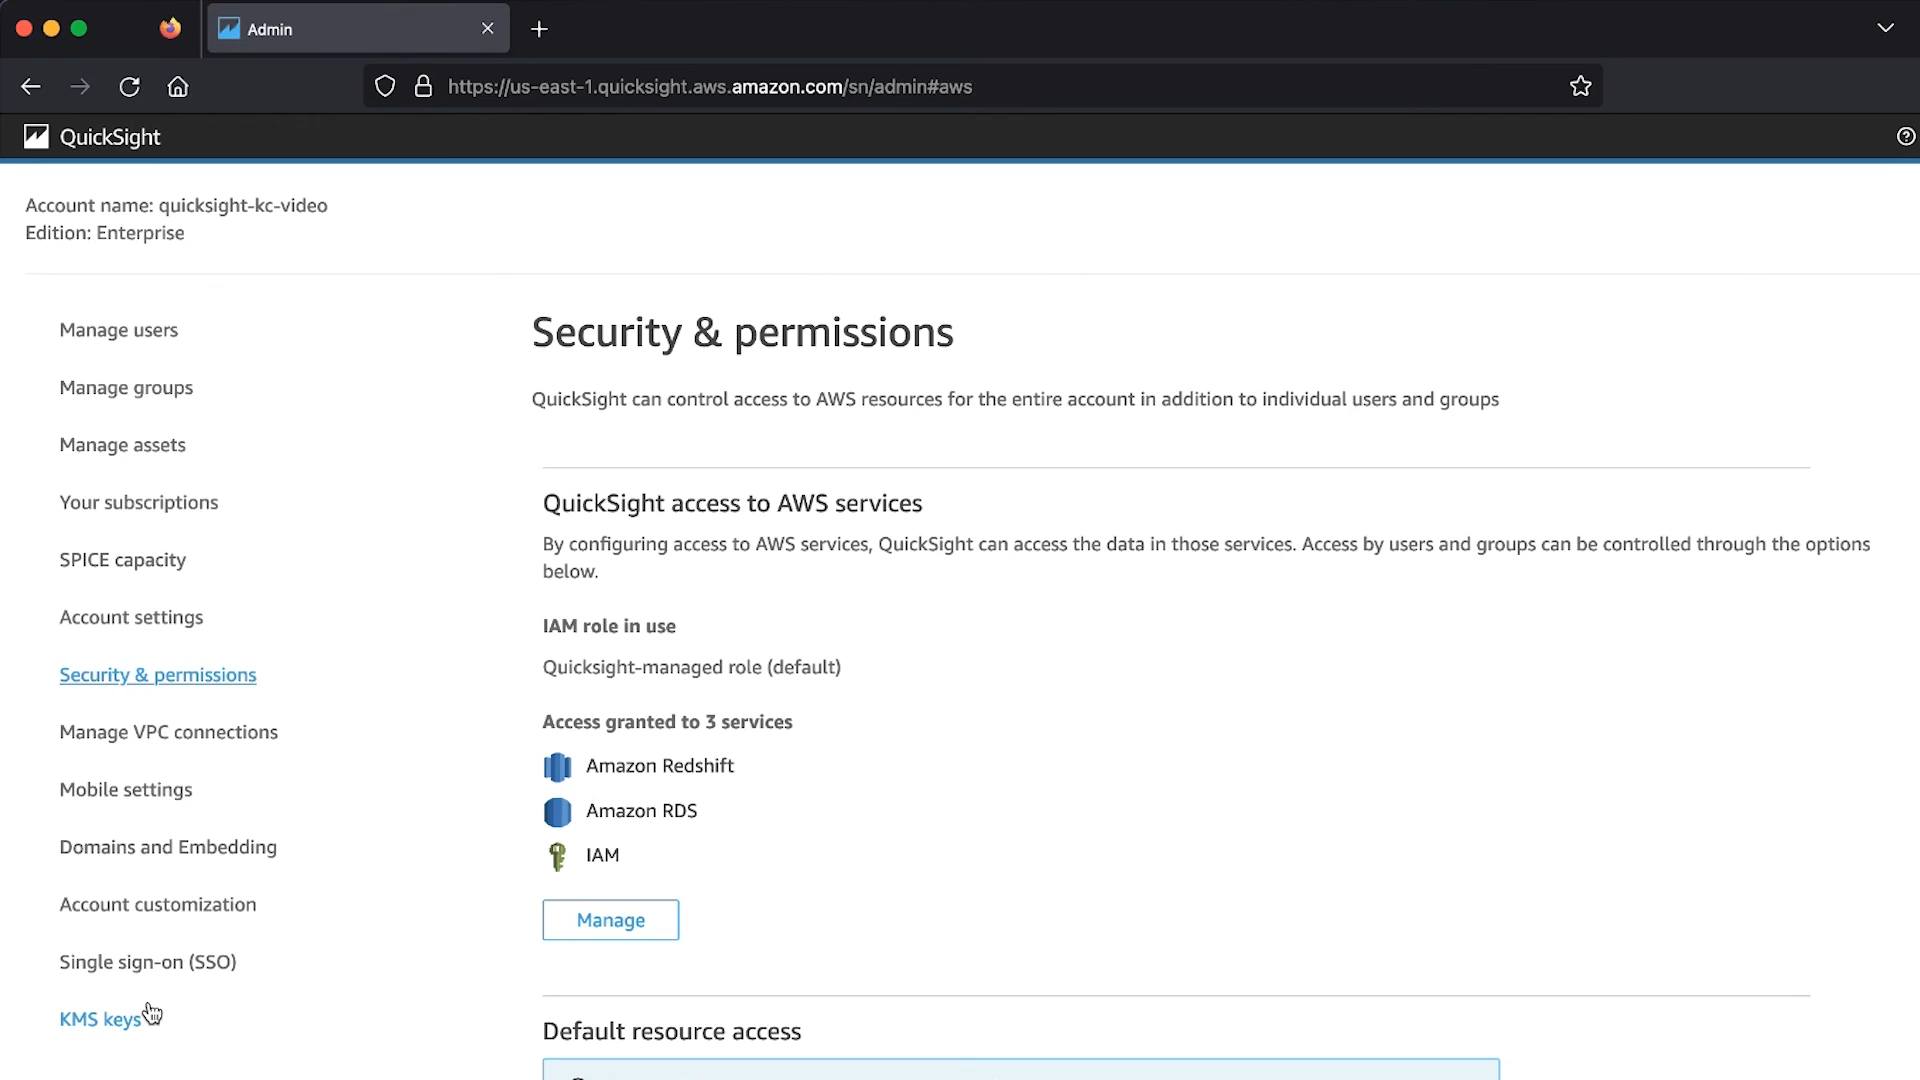 Admin
https://us-east-1.quicksight.aws.amazon.com/sn/admin#aws
QuickSight
Account name: quicksight-kc-video
Edition: Enterprise
Manage users
Manage groups
Manage assets
Your subscriptions
SPICE capacity
Account settings
Security & permissions
Manage VPC connections
Mobile settings
Domains and Embedding
Account customization
Single sign-on (SSO)
KMS keys
Security & permissions
QuickSight can control access to AWS resources for the entire account in addition to individual users and groups
QuickSight access to AWS services
By configuring access to AWS services, QuickSight can access the data in those services. Access by users and groups can be controlled through the options
below.
IAM role in use
Quicksight-managed role (default)
Access granted to 3 services
Amazon Redshift
Amazon RDS
IAM
Manage
Default resource access